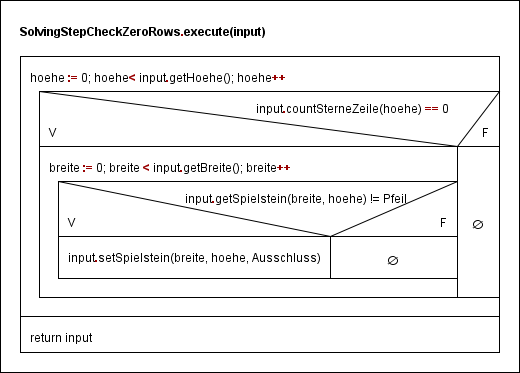 SolvingStepCheckZeroRows.execute(input)
hoehe := 0; hoehe< input.getHoehe(); hoehe++
input.countSterneZeile(hoehe) == 0
V F
breite := 0; breite < input.getBreite(); breite++
input.getSpielstein(breite, hoehe) != Pfeil
V F
∅
input.setSpielstein(breite, hoehe, Ausschluss) ∅
return input